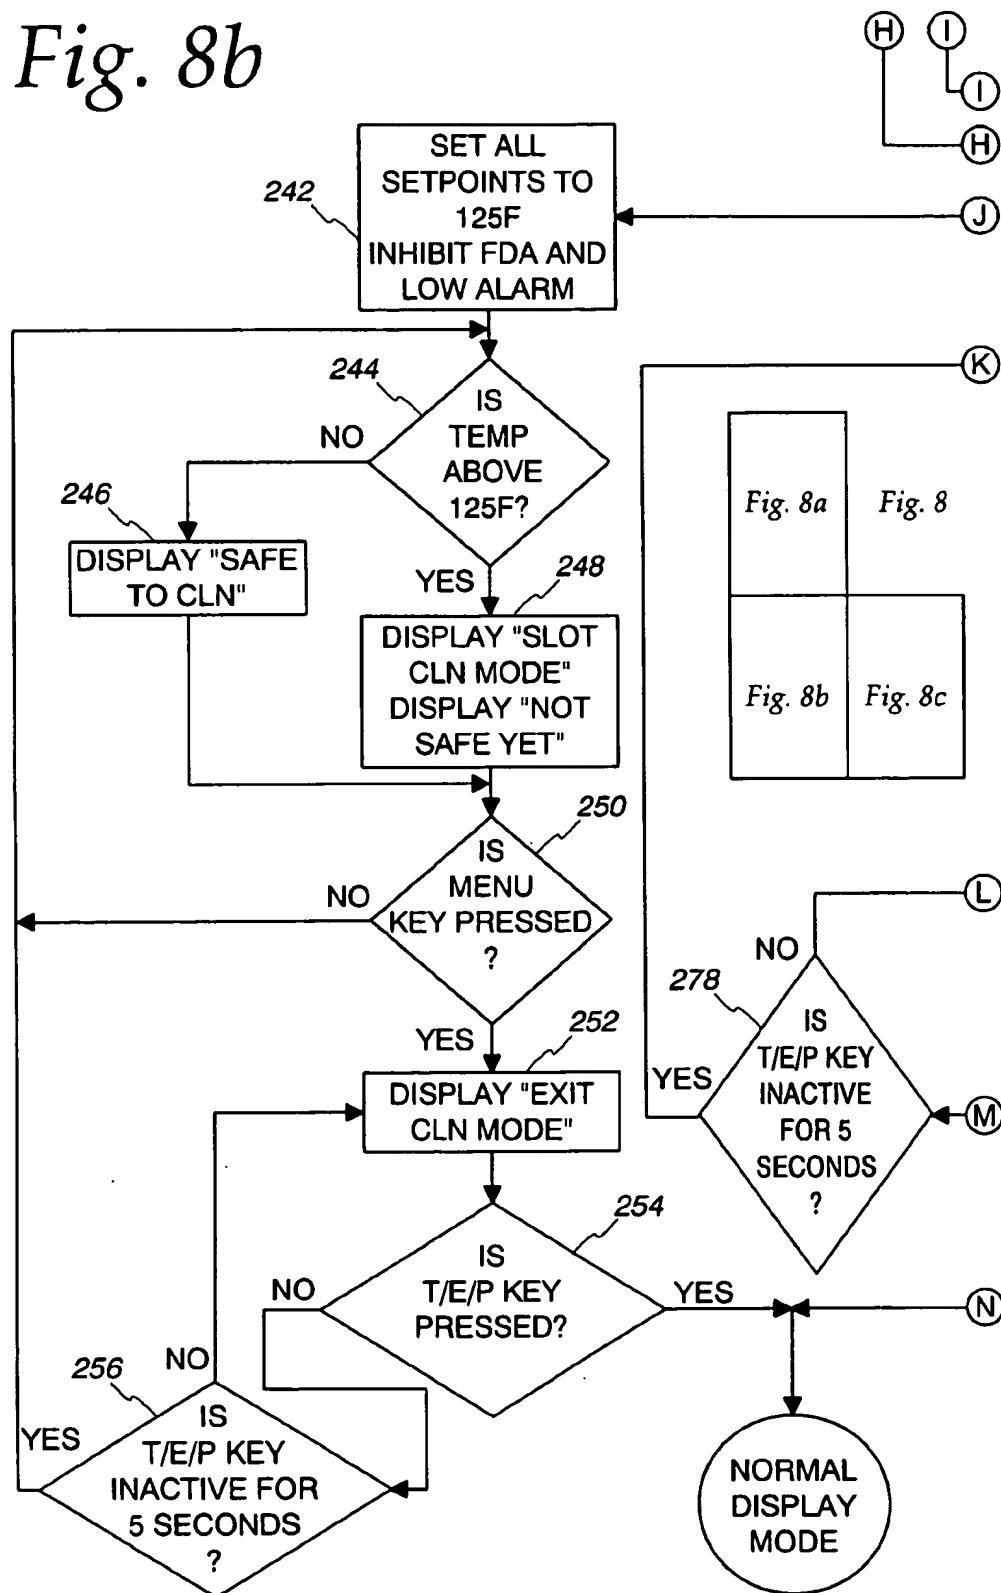 Fig. 8b
H
I
I
H
J
K
L
M
N
242
SET ALL
SETPOINTS TO
125F
INHIBIT FDA AND
LOW ALARM
244
IS
TEMP
ABOVE
125F?
NO
YES
246
DISPLAY "SAFE
TO CLN"
248
DISPLAY "SLOT
CLN MODE"
DISPLAY "NOT
SAFE YET"
Fig. 8a
Fig. 8
Fig. 8b
Fig. 8c
250
IS
MENU
KEY PRESSED
?
NO
YES
252
DISPLAY "EXIT
CLN MODE"
254
IS
T/E/P KEY
PRESSED?
NO
YES
256
IS
T/E/P KEY
INACTIVE FOR
5 SECONDS
?
NO
YES
278
IS
T/E/P KEY
INACTIVE
FOR 5
SECONDS
?
NO
YES
NORMAL
DISPLAY
MODE